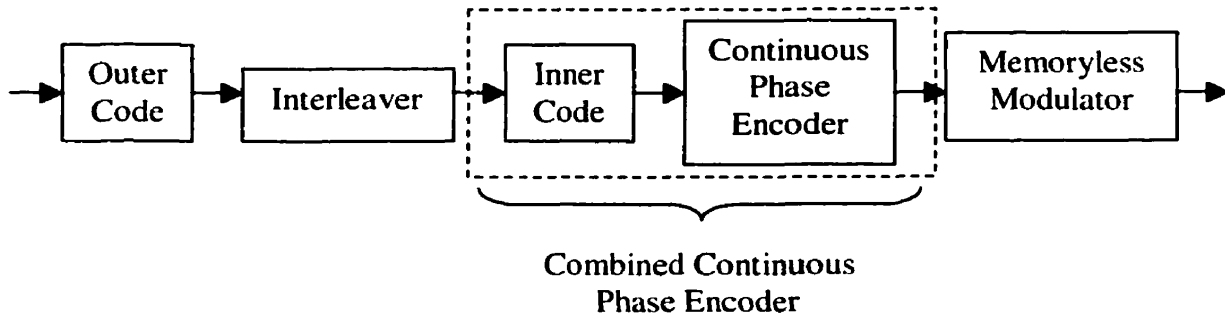 Outer
Code
Interleaver
Inner
Code
Continuous
Phase
Encoder
Memoryless
Modulator
Combined Continuous
Phase Encoder